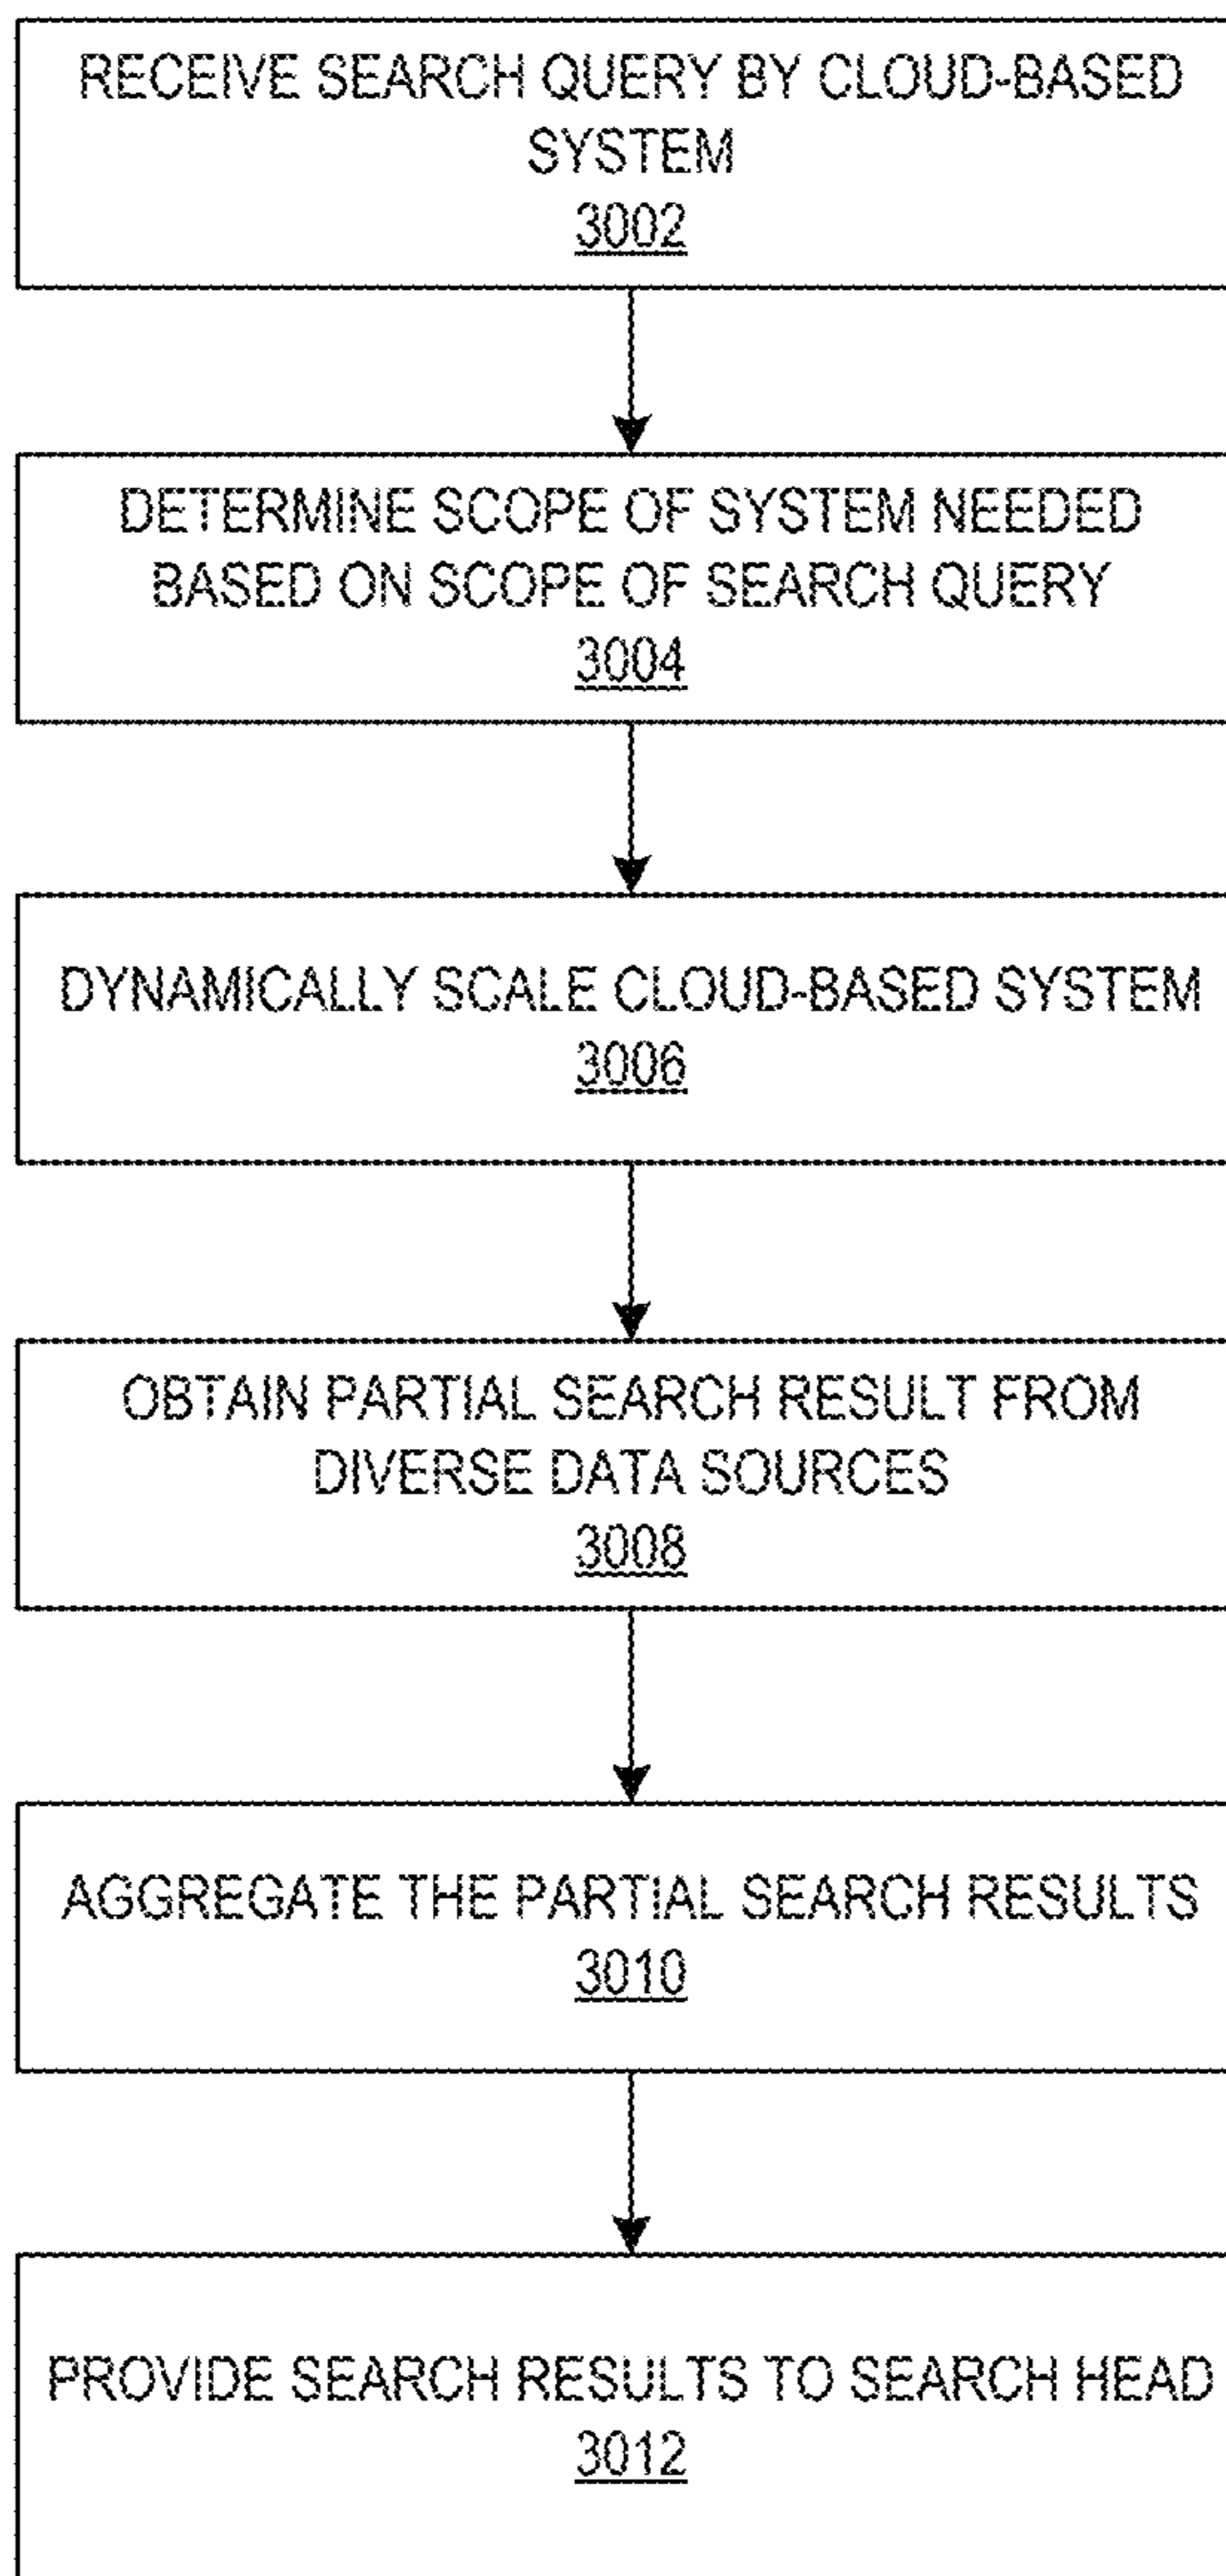 RECEIVE SEARCH QUERY BY CLOUD-BASED
SYSTEM
3002
DETERMINE SCOPE OF SYSTEM NEEDED
BASED ON SCOPE OF SEARCH QUERY
3004
DYNAMICALLY SCALE CLOUD-BASED SYSTEM
3006
OBTAIN PARTIAL SEARCH RESULT FROM
DIVERSE DATA SOURCES
3008
AGGREGATE THE PARTIAL SEARCH RESULTS
3010
PROVIDE SEARCH RESULTS TO SEARCH HEAD
3012